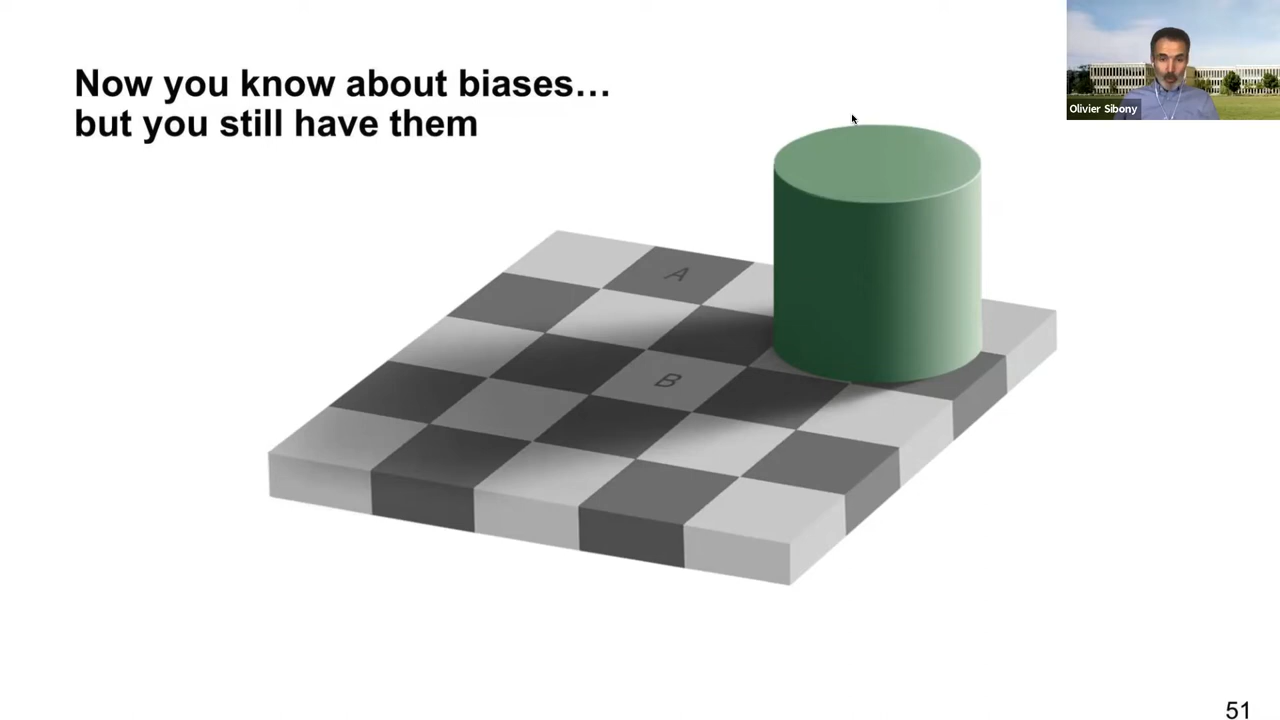 Now you know about biases…
but you still have them
Olivier Sibony
A
B
51